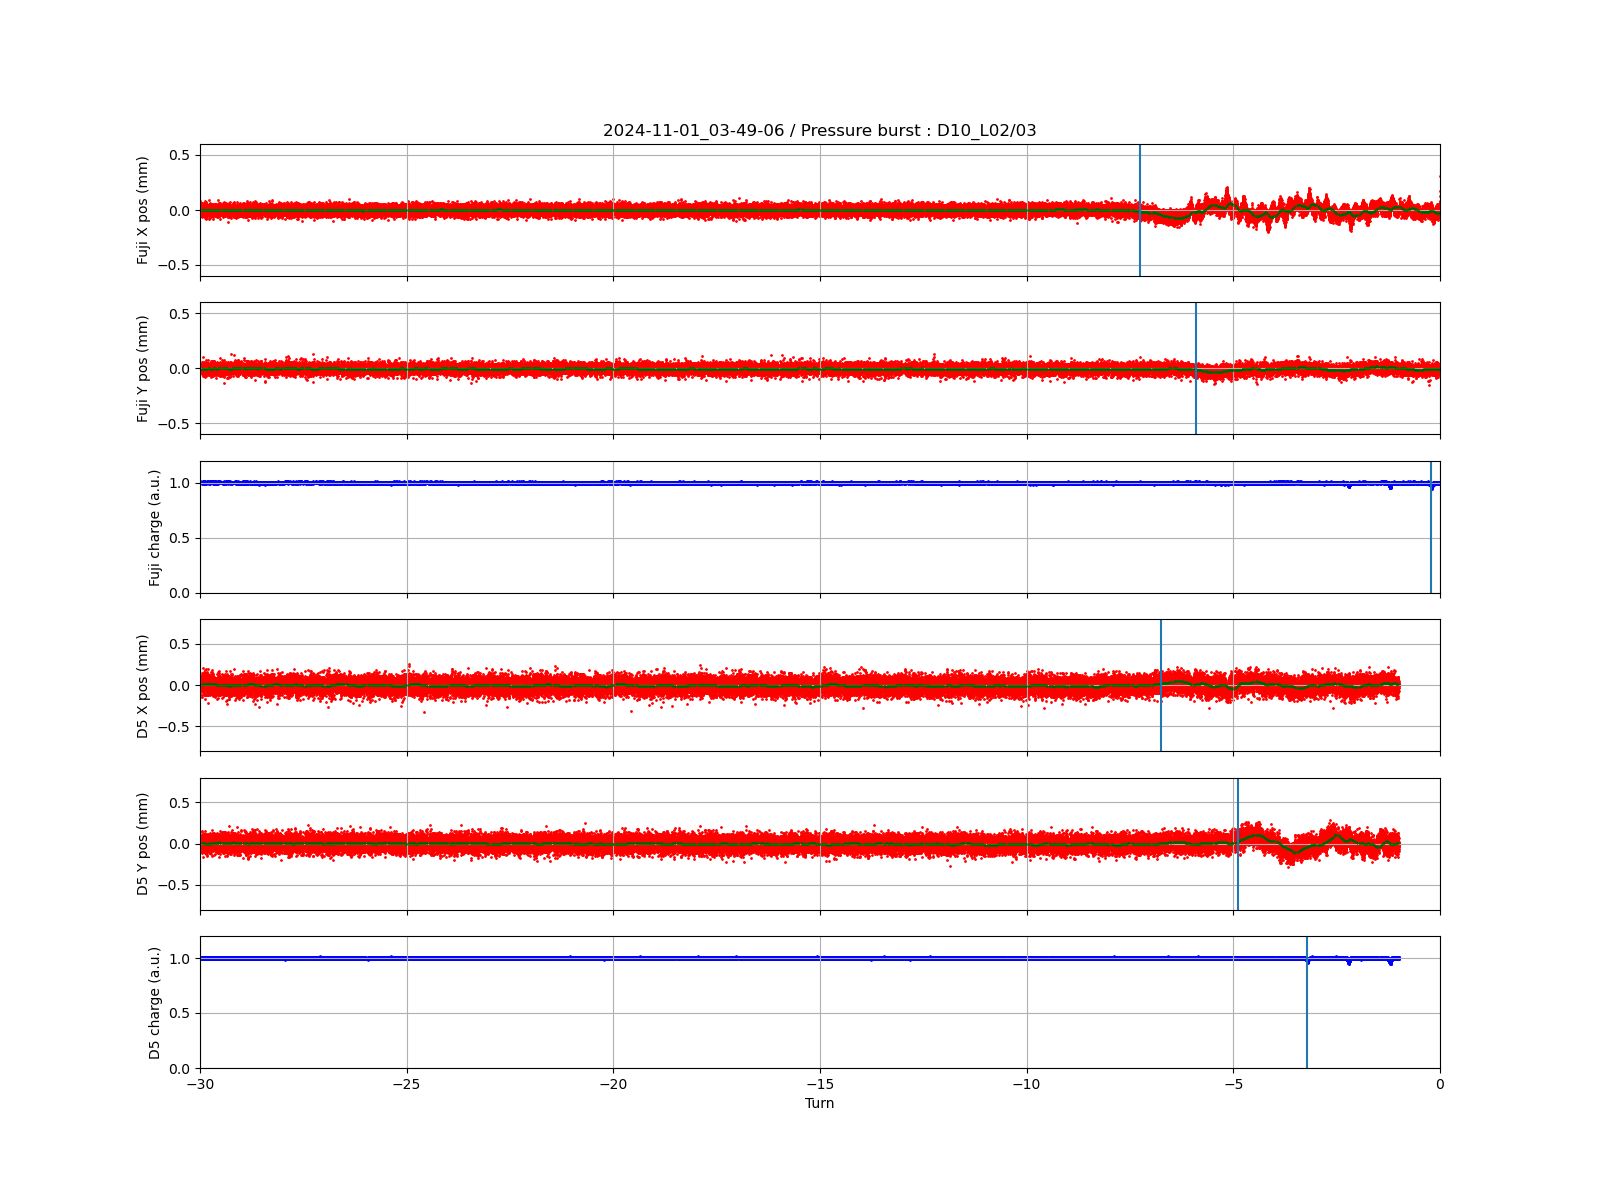 2024-11-01_03-49-06 / Pressure burst : D10_L02/03
Fuji X pos (mm)
0.5
0.0
−0.5
Fuji Y pos (mm)
0.5
0.0
−0.5
Fuji charge (a.u.)
1.0
0.5
0.0
D5 X pos (mm)
0.5
0.0
−0.5
D5 Y pos (mm)
0.5
0.0
−0.5
D5 charge (a.u.)
1.0
0.5
0.0
−30 −25 −20 −15 −10 −5 0
Turn